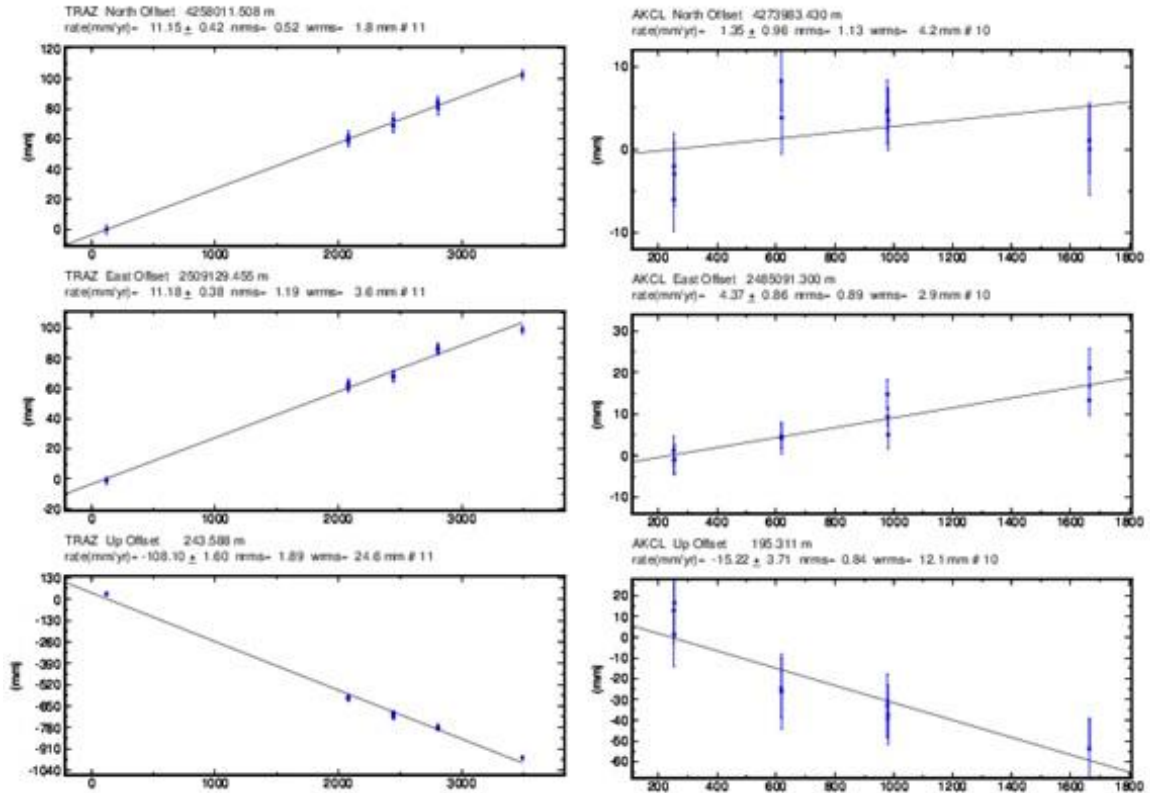 TRAZ North Offset 4258011.508 m
rate(mm/yr)= 11.15 ± 0.42 nrms= 0.52 wrms= 1.8 mm # 11
120
100
80
60
40
20
0
(mm)
0 1000 2000 3000
TRAZ East Offset 2509129.455 m
rate(mm/yr)= 11.18 ± 0.38 nrms= 1.19 wrms= 3.6 mm # 11
100
80
60
40
20
0
-20
(mm)
0 1000 2000 3000
TRAZ Up Offset 243.588 m
rate(mm/yr)= -108.10 ± 1.60 nrms= 1.89 wrms= 24.6 mm # 11
130
0
-130
-260
-390
-520
-650
-780
-910
-1040
(mm)
0 1000 2000 3000
AKCL North Offset 4273983.430 m
rate(mm/yr)= 1.35 ± 0.96 nrms= 1.13 wrms= 4.2 mm # 10
10
0
-10
(mm)
200 400 600 800 1000 1200 1400 1600 1800
AKCL East Offset 2485091.300 m
rate(mm/yr)= 4.37 ± 0.86 nrms= 0.89 wrms= 2.9 mm # 10
30
20
10
0
-10
(mm)
200 400 600 800 1000 1200 1400 1600 1800
AKCL Up Offset 195.311 m
rate(mm/yr)= -15.22 ± 3.71 nrms= 0.84 wrms= 12.1 mm # 10
20
10
0
-10
-20
-30
-40
-50
-60
(mm)
200 400 600 800 1000 1200 1400 1600 1800